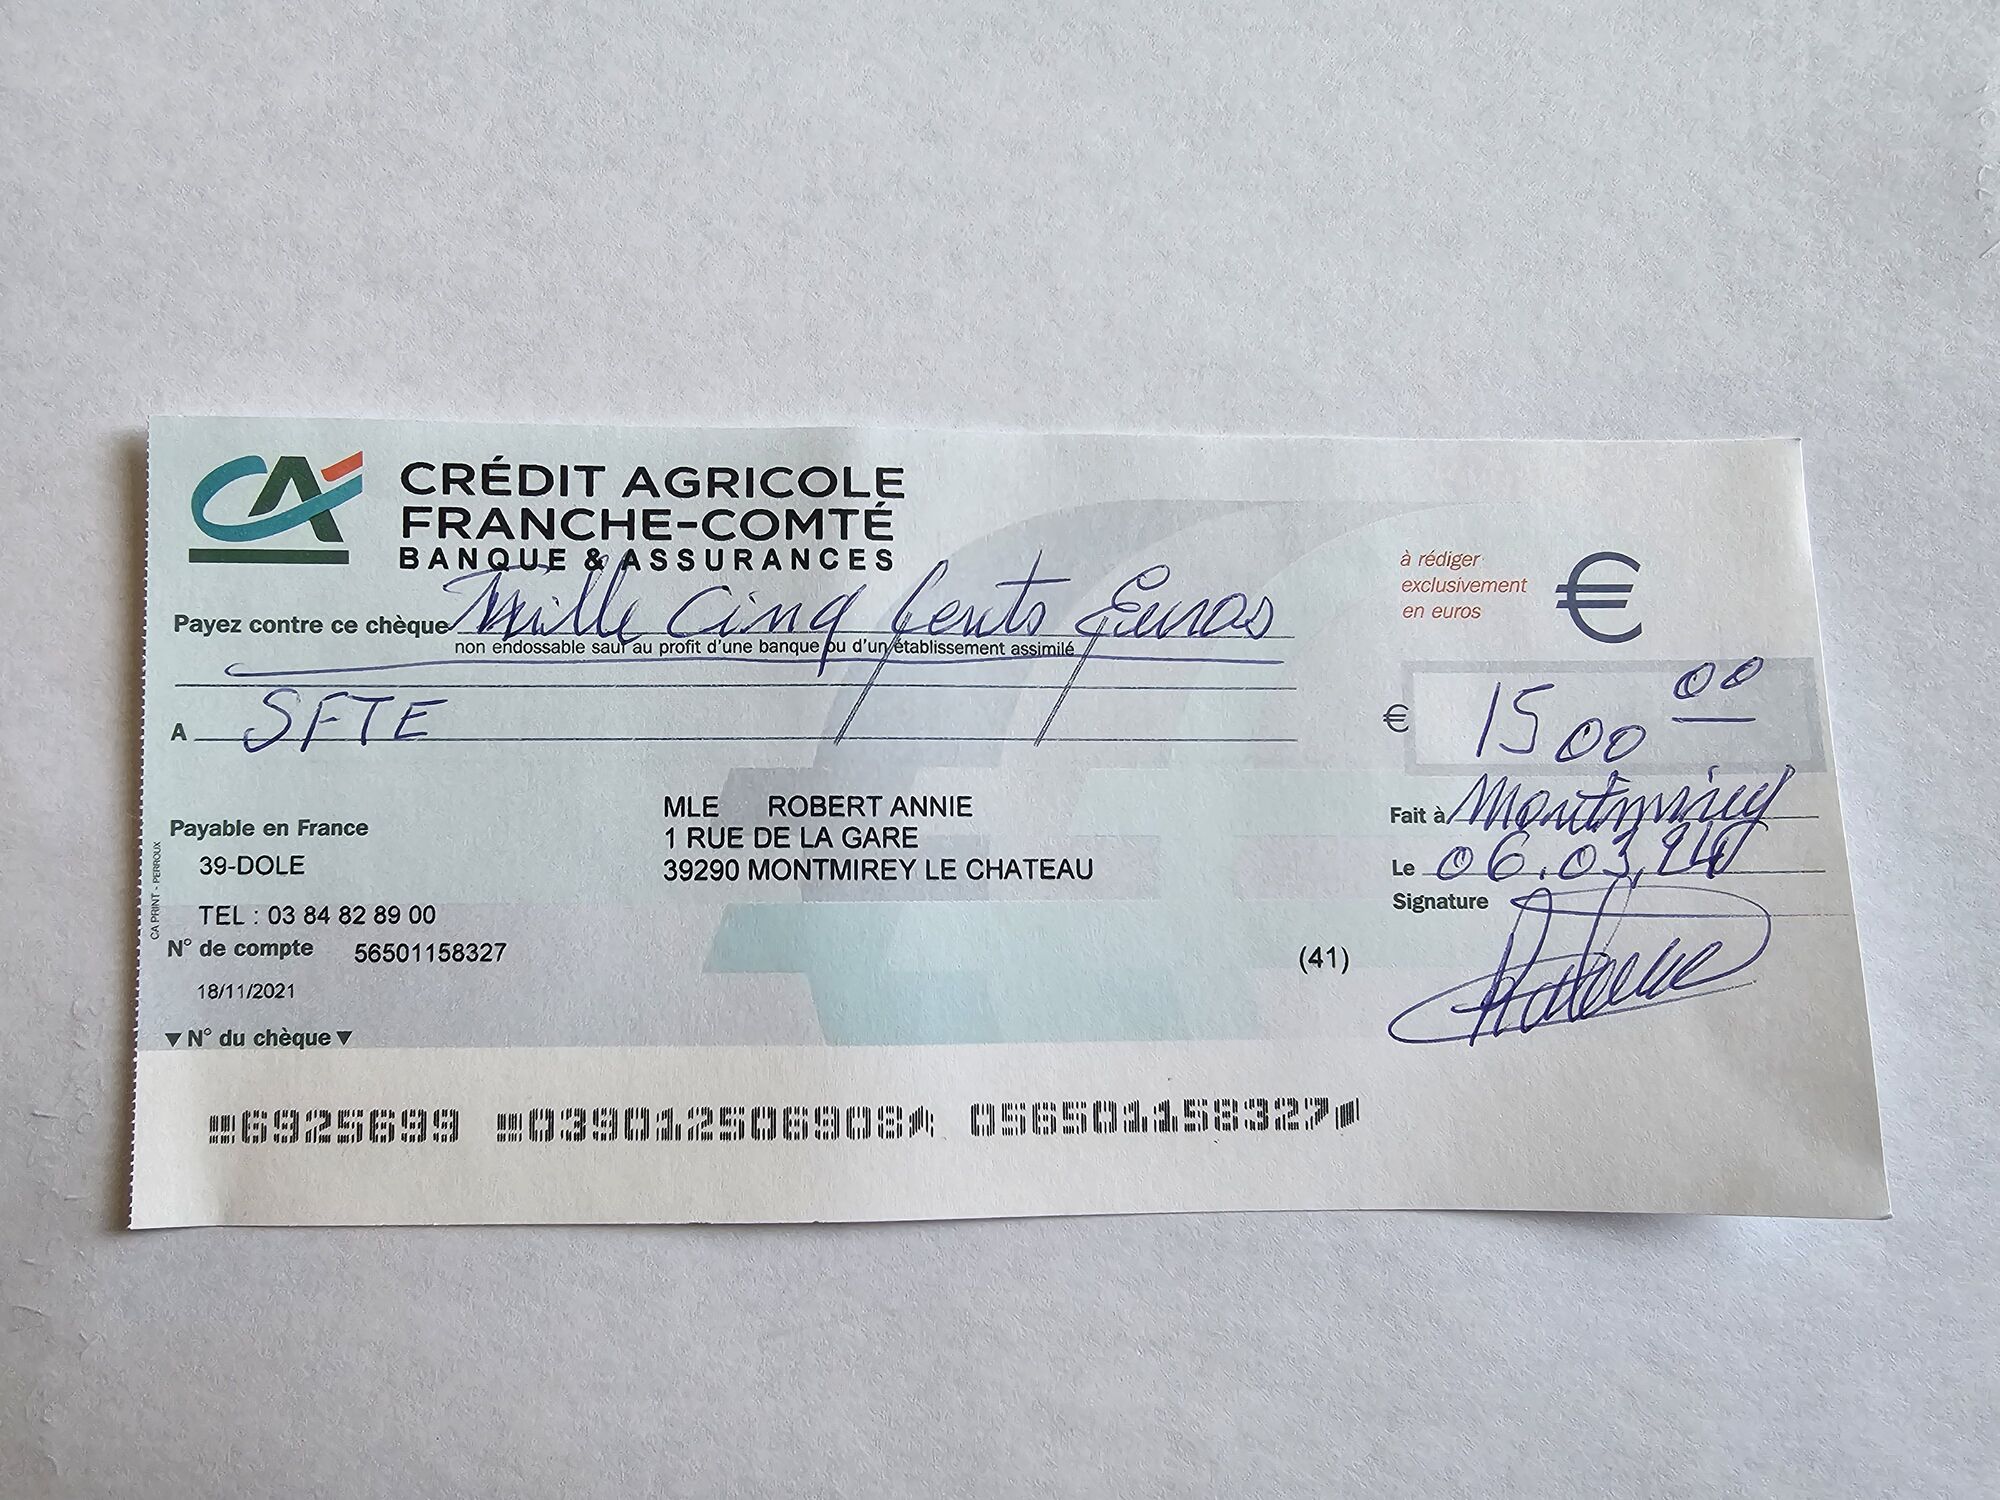 CRÉDIT AGRICOLE
FRANCHE-COMTÉ
BANQUE & ASSURANCES
à rédiger
exclusivement
en euros
€
Payez contre ce chèque Mille Cinq Cents Euros
non endossable sauf au profit d'une banque ou d'un établissement assimilé
A SFTE
€ 1500 00
MLE ROBERT ANNIE
1 RUE DE LA GARE
39290 MONTMIREY LE CHATEAU
Fait à Montmirey
Le 06.03.24
Signature
Payable en France
39-DOLE
TEL : 03 84 82 89 00
N° de compte 56501158327
18/11/2021
(41)
▼ N° du chèque ▼
CA PRINT - PERROUX
6925699 039012506908 056501158327